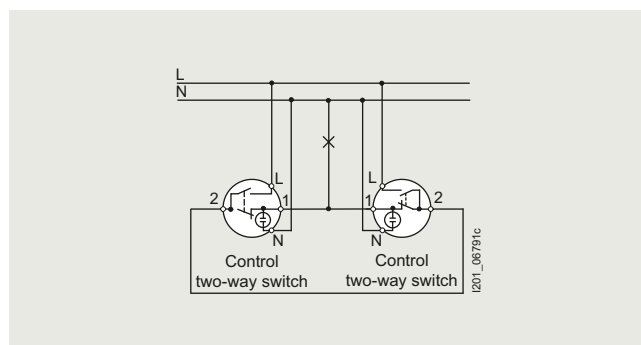 L
N
L
L
2
1
1
2
N
N
Control
two-way switch
Control
two-way switch
I201_06791c